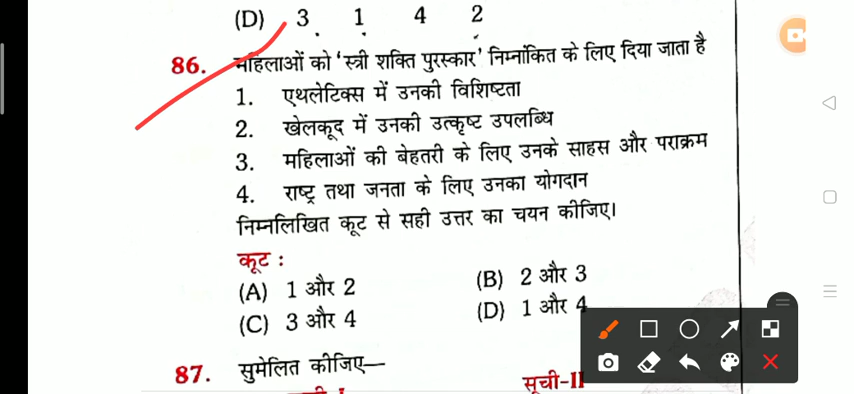 (D) 3 1 4 2
86. महिलाओं को ‘स्त्री शक्ति पुरस्कार’ निम्नांकित के लिए दिया जाता है
1. एथलेटिक्स में उनकी विशिष्टता
2. खेलकूद में उनकी उत्कृष्ट उपलब्धि
3. महिलाओं की बेहतरी के लिए उनके साहस और पराक्रम
4. राष्ट्र तथा जनता के लिए उनका योगदान
निम्नलिखित कूट से सही उत्तर का चयन कीजिए।
कूट :
(A) 1 और 2 (B) 2 और 3
(C) 3 और 4 (D) 1 और 4
87. सुमेलित कीजिए—
सूची-II